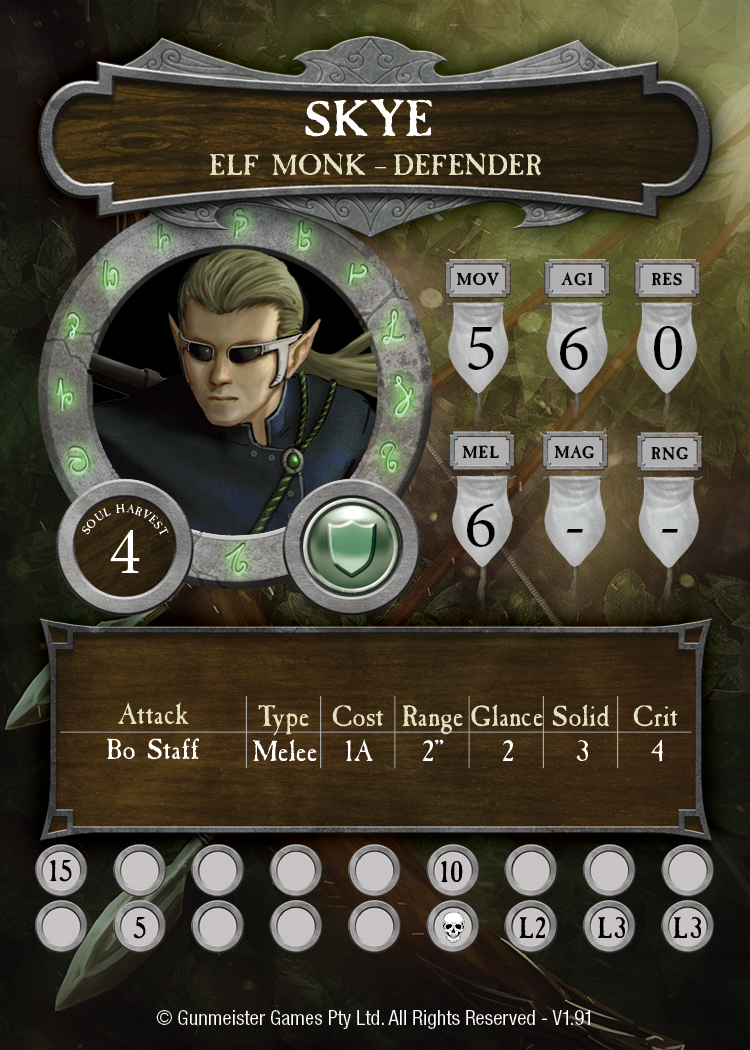 SKYE
ELF MONK – DEFENDER
MOV AGI RES
5 6 0
MEL MAG RNG
6 - -
SOUL HARVEST
4
Attack Type Cost Range Glance Solid Crit
Bo Staff Melee 1A 2” 2 3 4
15 10
5 L2 L3 L3
© Gunmeister Games Pty Ltd. All Rights Reserved - V1.91